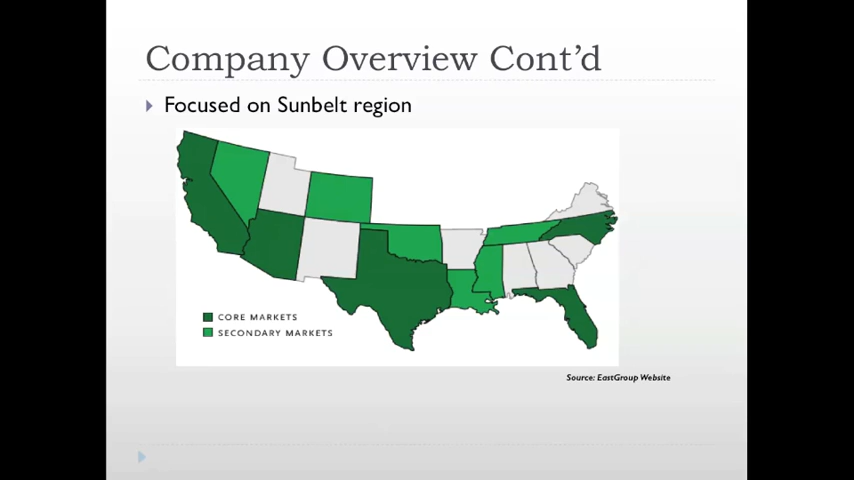 Company Overview Cont'd
Focused on Sunbelt region
CORE MARKETS
SECONDARY MARKETS
Source: EastGroup Website